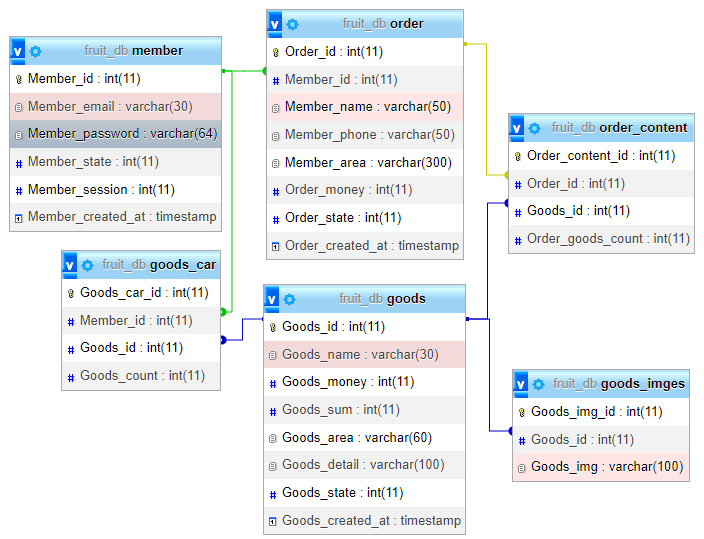 v fruit_db member
Member_id : int(11)
Member_email : varchar(30)
Member_password : varchar(64)
Member_state : int(11)
Member_session : int(11)
Member_created_at : timestamp
v fruit_db order
Order_id : int(11)
Member_id : int(11)
Member_name : varchar(50)
Member_phone : varchar(50)
Member_area : varchar(300)
Order_money : int(11)
Order_state : int(11)
Order_created_at : timestamp
v fruit_db order_content
Order_content_id : int(11)
Order_id : int(11)
Goods_id : int(11)
Order_goods_count : int(11)
v fruit_db goods_car
Goods_car_id : int(11)
Member_id : int(11)
Goods_id : int(11)
Goods_count : int(11)
v fruit_db goods
Goods_id : int(11)
Goods_name : varchar(30)
Goods_money : int(11)
Goods_sum : int(11)
Goods_area : varchar(60)
Goods_detail : varchar(100)
Goods_state : int(11)
Goods_created_at : timestamp
v fruit_db goods_imges
Goods_img_id : int(11)
Goods_id : int(11)
Goods_img : varchar(100)